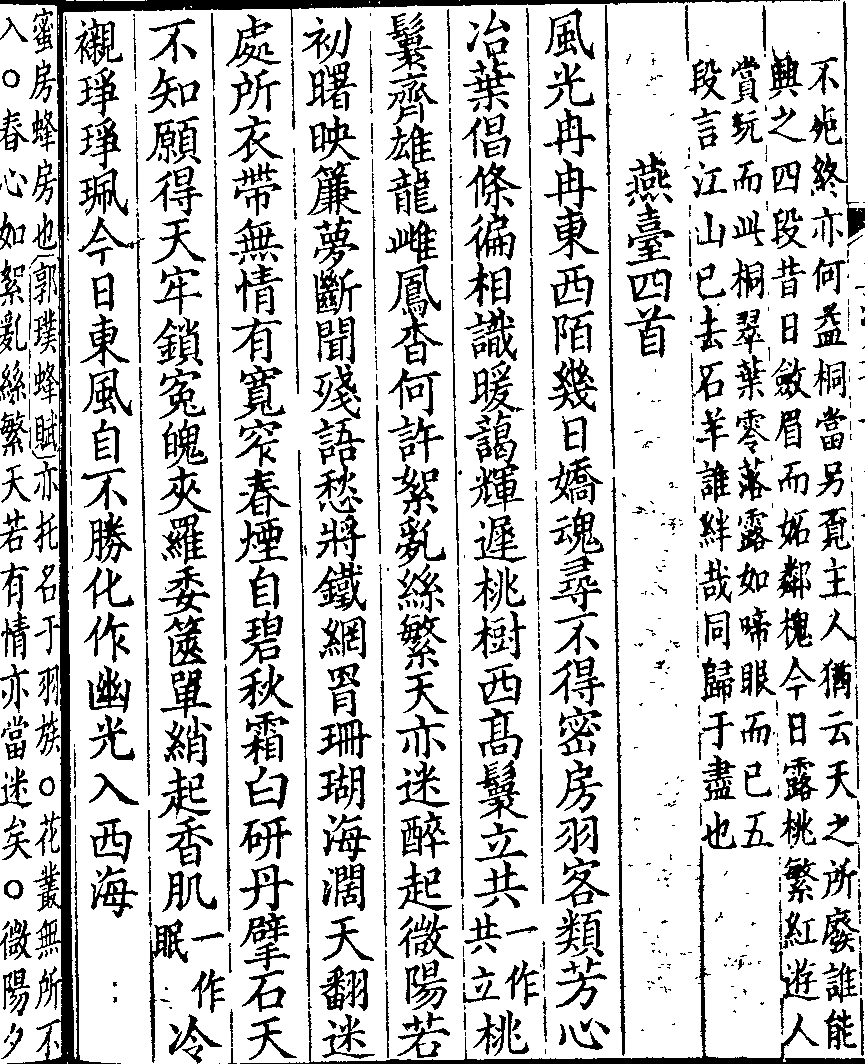 不死終亦何益桐當另覔主人猶云天之所廢誰能
興之四段昔日斂眉而妬鄰槐今日露桃繁紅遊人
賞玩而此桐翠葉零落露如啼眼而已五
段言江山已去石羊誰絆哉同歸于盡也
燕臺四首
風光冉冉東西陌幾日嬌魂尋不得密房羽客類芳心
冶葉倡條徧相識暖藹輝遲桃樹西髙鬟立共一作共立桃
鬟齊雄龍雌鳳杳何許絮亂絲繁天亦迷醉起微陽若
初曙映簾夢斷聞殘語愁將鐵網罥珊瑚海濶天翻迷
處所衣帶無情有寬窄春煙自碧秋霜白研丹擘石天
不知願得天牢鎖寃魄夾羅委篋單綃起香肌一作眠冷
襯琤琤珮今日東風自不勝化作幽光入西海
蜜房蜂房也郭璞蜂賦亦托名于羽族○花叢無所不
入○春心如絮亂絲繁天若有情亦當迷矣○微陽夕